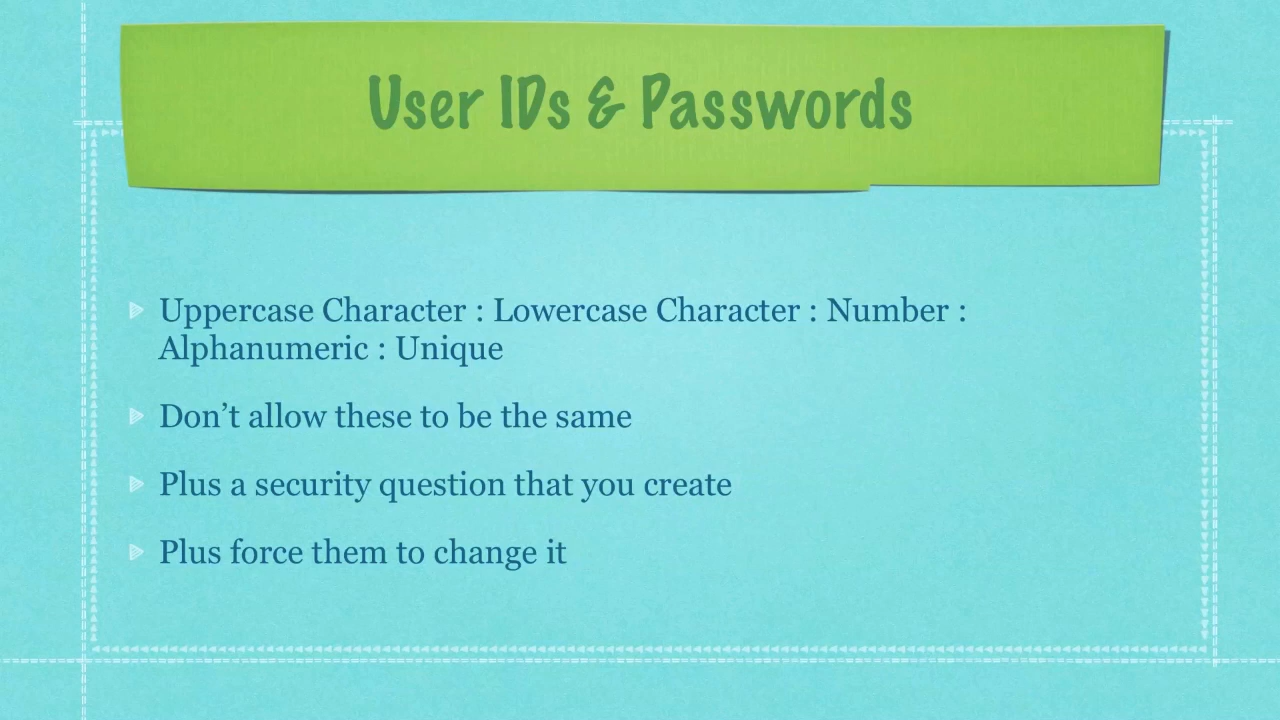 User IDs & Passwords
Uppercase Character : Lowercase Character : Number :
Alphanumeric : Unique
Don’t allow these to be the same
Plus a security question that you create
Plus force them to change it